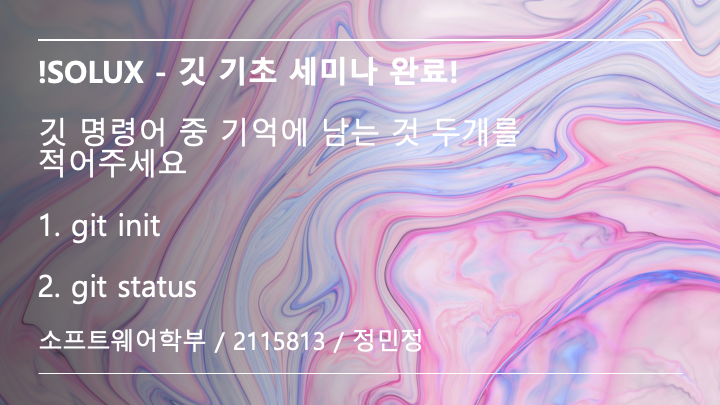 !SOLUX - 깃 기초 세미나 완료!
깃 명령어 중 기억에 남는 것 두개를
적어주세요
1. git init
2. git status
소프트웨어학부 / 2115813 / 정민정